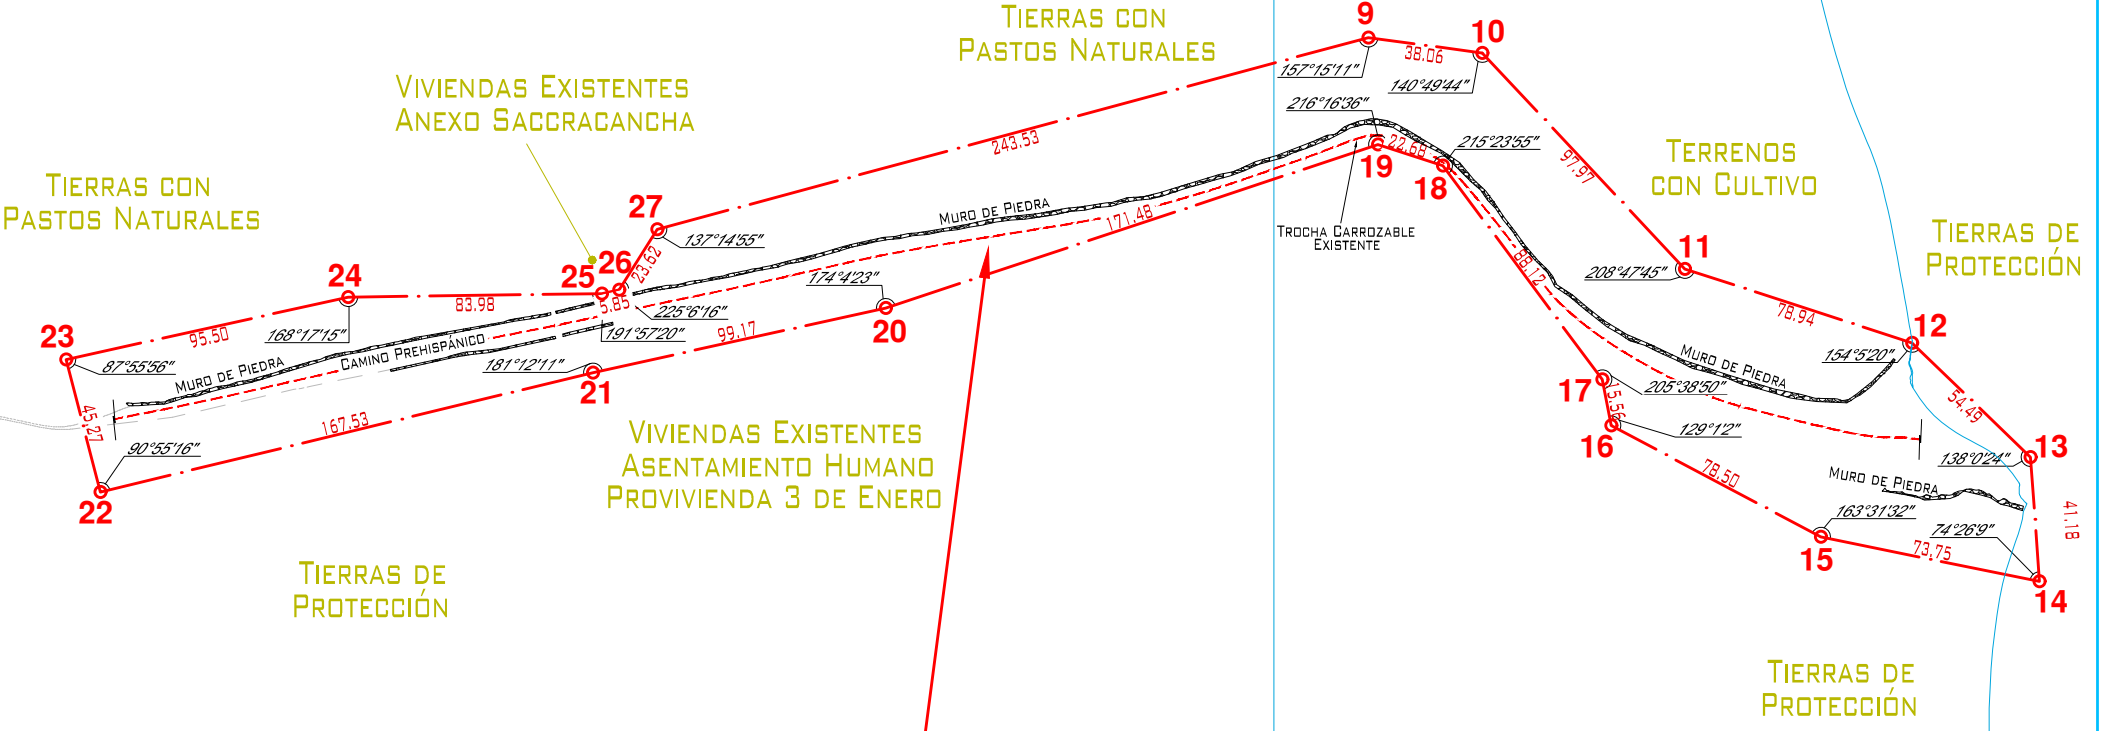 TIERRAS CON
PASTOS NATURALES
9
10
38.06
157°15'11"
140°49'44"
VIVIENDAS EXISTENTES
ANEXO SACCRACANCHA
216°16'36"
243.53
22.68
215°23'55"
19
18
97.97
TERRENOS
CON CULTIVO
TIERRAS CON
PASTOS NATURALES
27
137°14'55"
MURO DE PIEDRA
171.48
TROCHA CARROZABLE
EXISTENTE
11
208°47'45"
TIERRAS DE
PROTECCIÓN
24
25
26
23.62
174°4'23"
88.12
83.98
5.85
225°6'16"
78.94
168°17'15"
191°57'20"
99.17
20
12
95.50
23
87°55'56"
MURO DE PIEDRA
CAMINO PREHISPÁNICO
181°12'11"
21
154°5'20"
MURO DE PIEDRA
17
205°38'50"
54.49
45.27
167.53
15.56
129°1'2"
16
13
138°0'24"
90°55'16"
22
VIVIENDAS EXISTENTES
ASENTAMIENTO HUMANO
PROVIVIENDA 3 DE ENERO
78.50
MURO DE PIEDRA
41.18
163°31'32"
74°26'9"
15
73.75
14
TIERRAS DE
PROTECCIÓN
TIERRAS DE
PROTECCIÓN